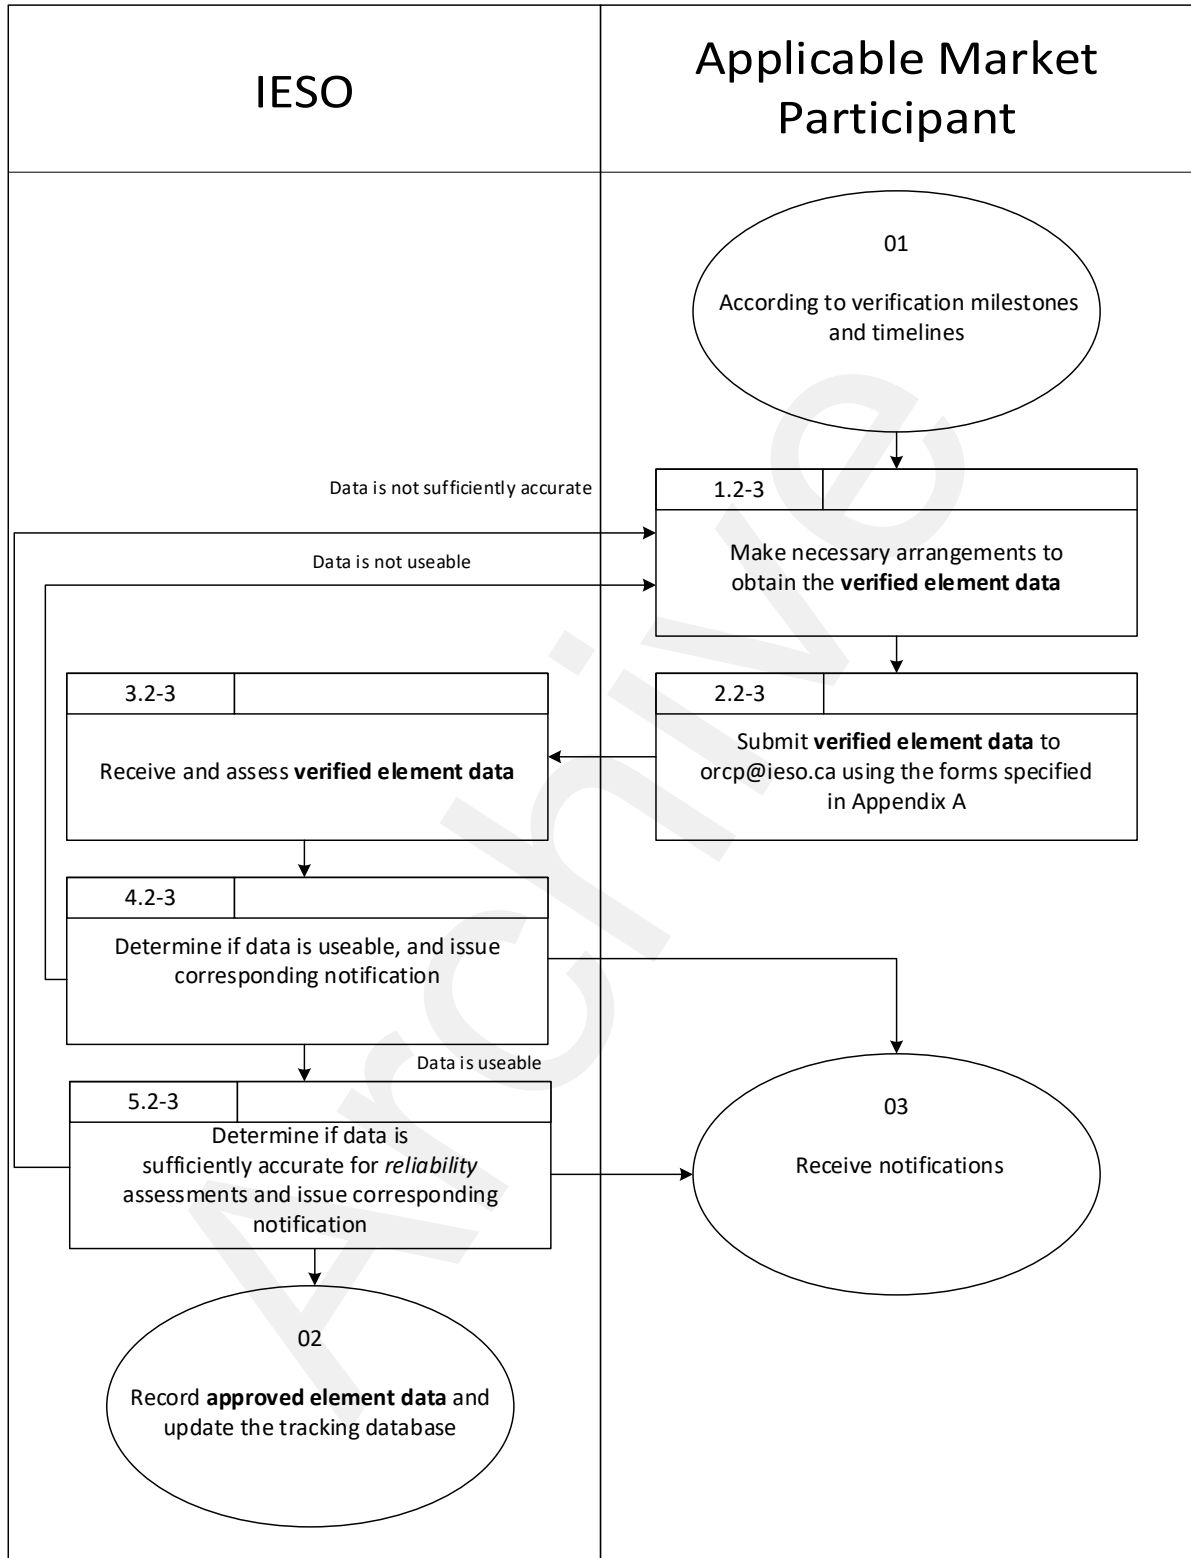 IESO
Applicable Market
Participant
01
According to verification milestones
and timelines
Data is not sufficiently accurate
1.2-3
Make necessary arrangements to
obtain the verified element data
Data is not useable
3.2-3
Receive and assess verified element data
2.2-3
Submit verified element data to
orcp@ieso.ca using the forms specified
in Appendix A
4.2-3
Determine if data is useable, and issue
corresponding notification
Data is useable
5.2-3
Determine if data is
sufficiently accurate for reliability
assessments and issue corresponding
notification
03
Receive notifications
02
Record approved element data and
update the tracking database
Archive